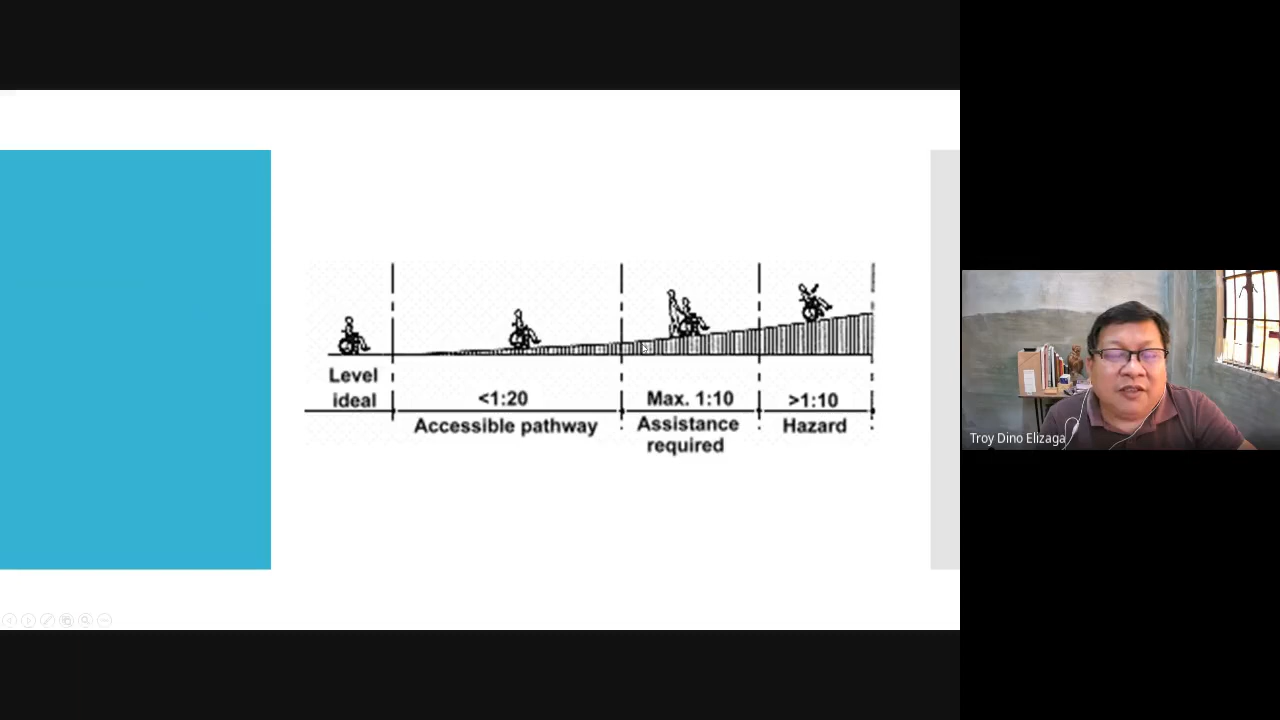 Level
ideal
<1:20
Accessible pathway
Max. 1:10
Assistance
required
>1:10
Hazard
Troy Dino Elizaga